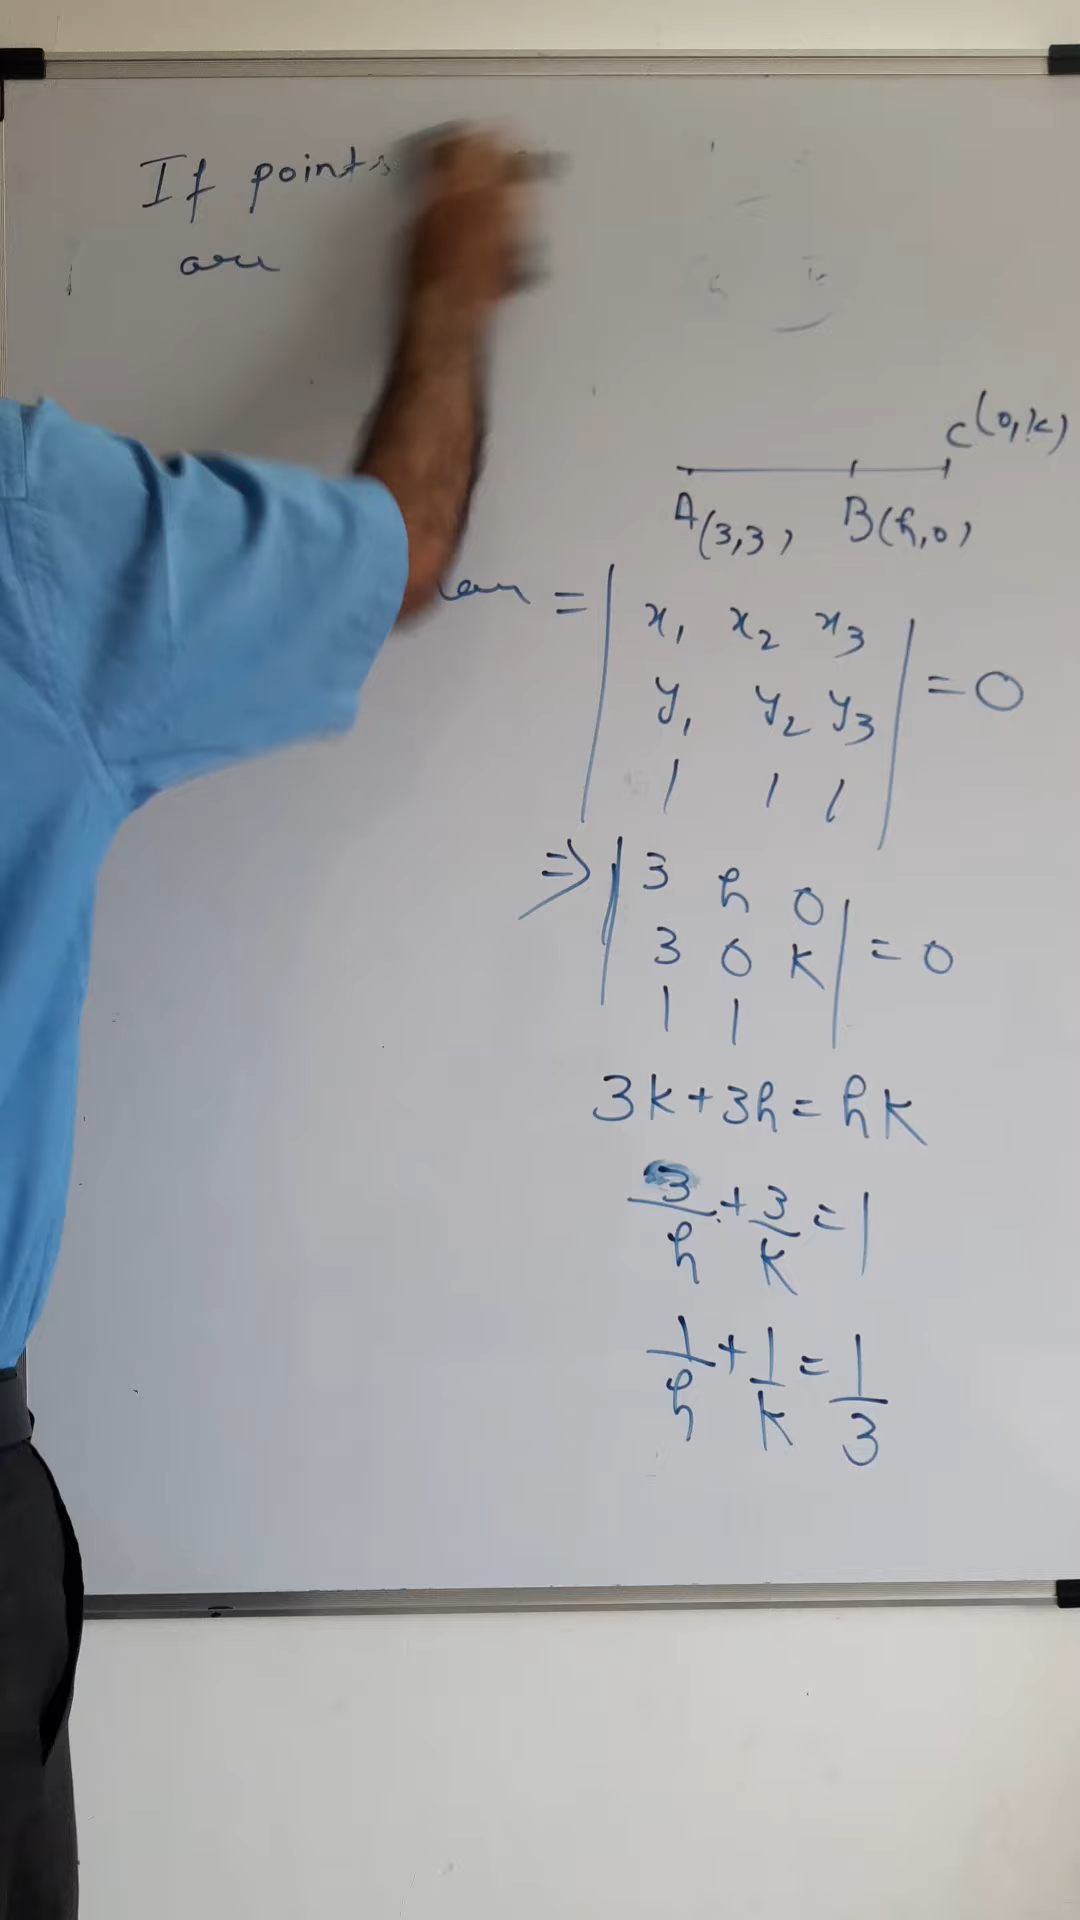 If points
are
C(0,k)
A(3,3) B(h,0)
= | x₁ x₂ x₃ |
| y₁ y₂ y₃ | = 0
| 1 1 1 |
⇒ | 3 h 0 |
| 3 0 k | = 0
| 1 1 |
3k+3h=hk
3/h + 3/k = 1
1/h + 1/k = 1/3